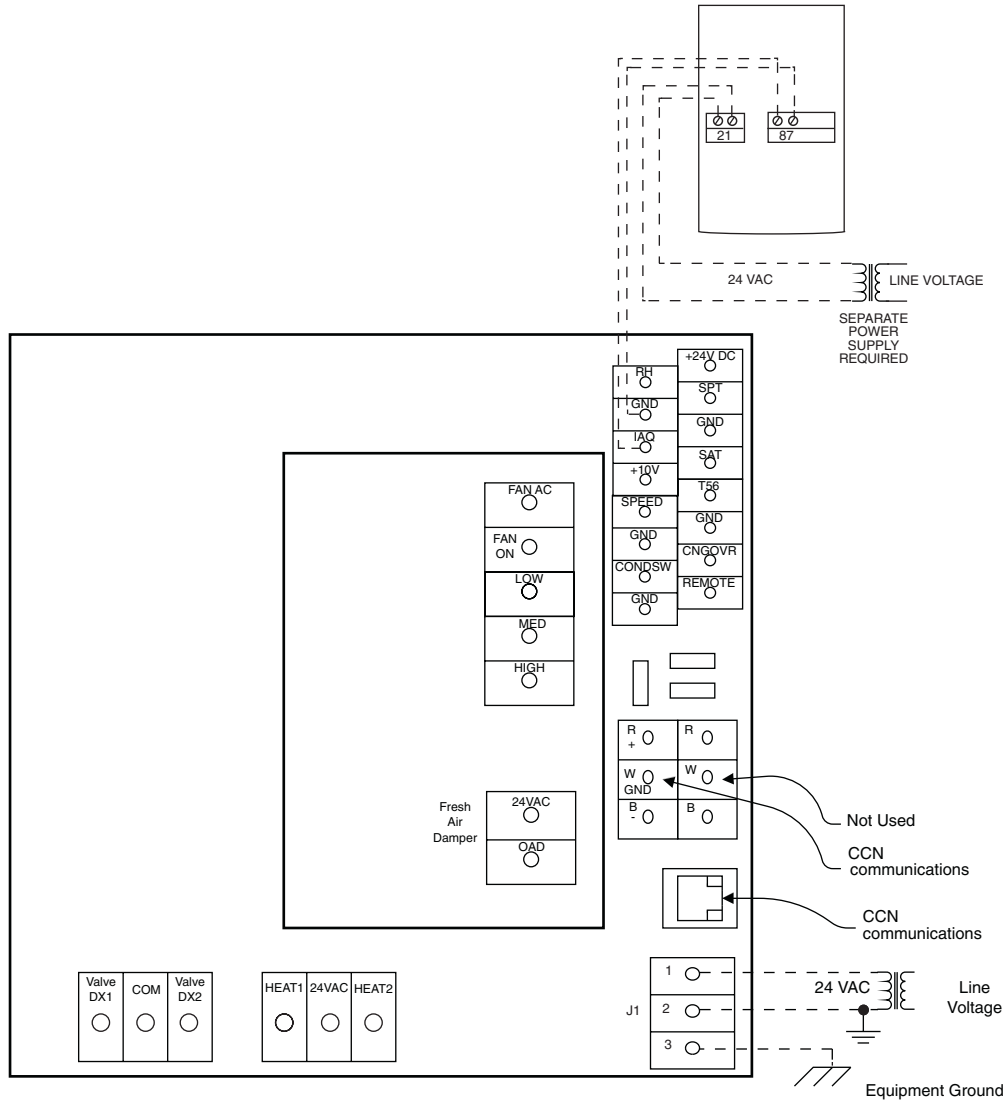 21
87
24 VAC
LINE VOLTAGE
SEPARATE
POWER
SUPPLY
REQUIRED
+24V DC
RH
SPT
GND
GND
IAQ
SAT
+10V
T56
SPEED
GND
GND
CNGOVR
CONDSW
REMOTE
GND
FAN AC
FAN
ON
LOW
MED
HIGH
R
+
R
W
GND
W
B
-
B
Not Used
CCN
communications
CCN
communications
Fresh
Air
Damper
24VAC
OAD
Valve
DX1
COM
Valve
DX2
HEAT1
24VAC
HEAT2
J1
1
2
3
24 VAC
Line
Voltage
Equipment Ground